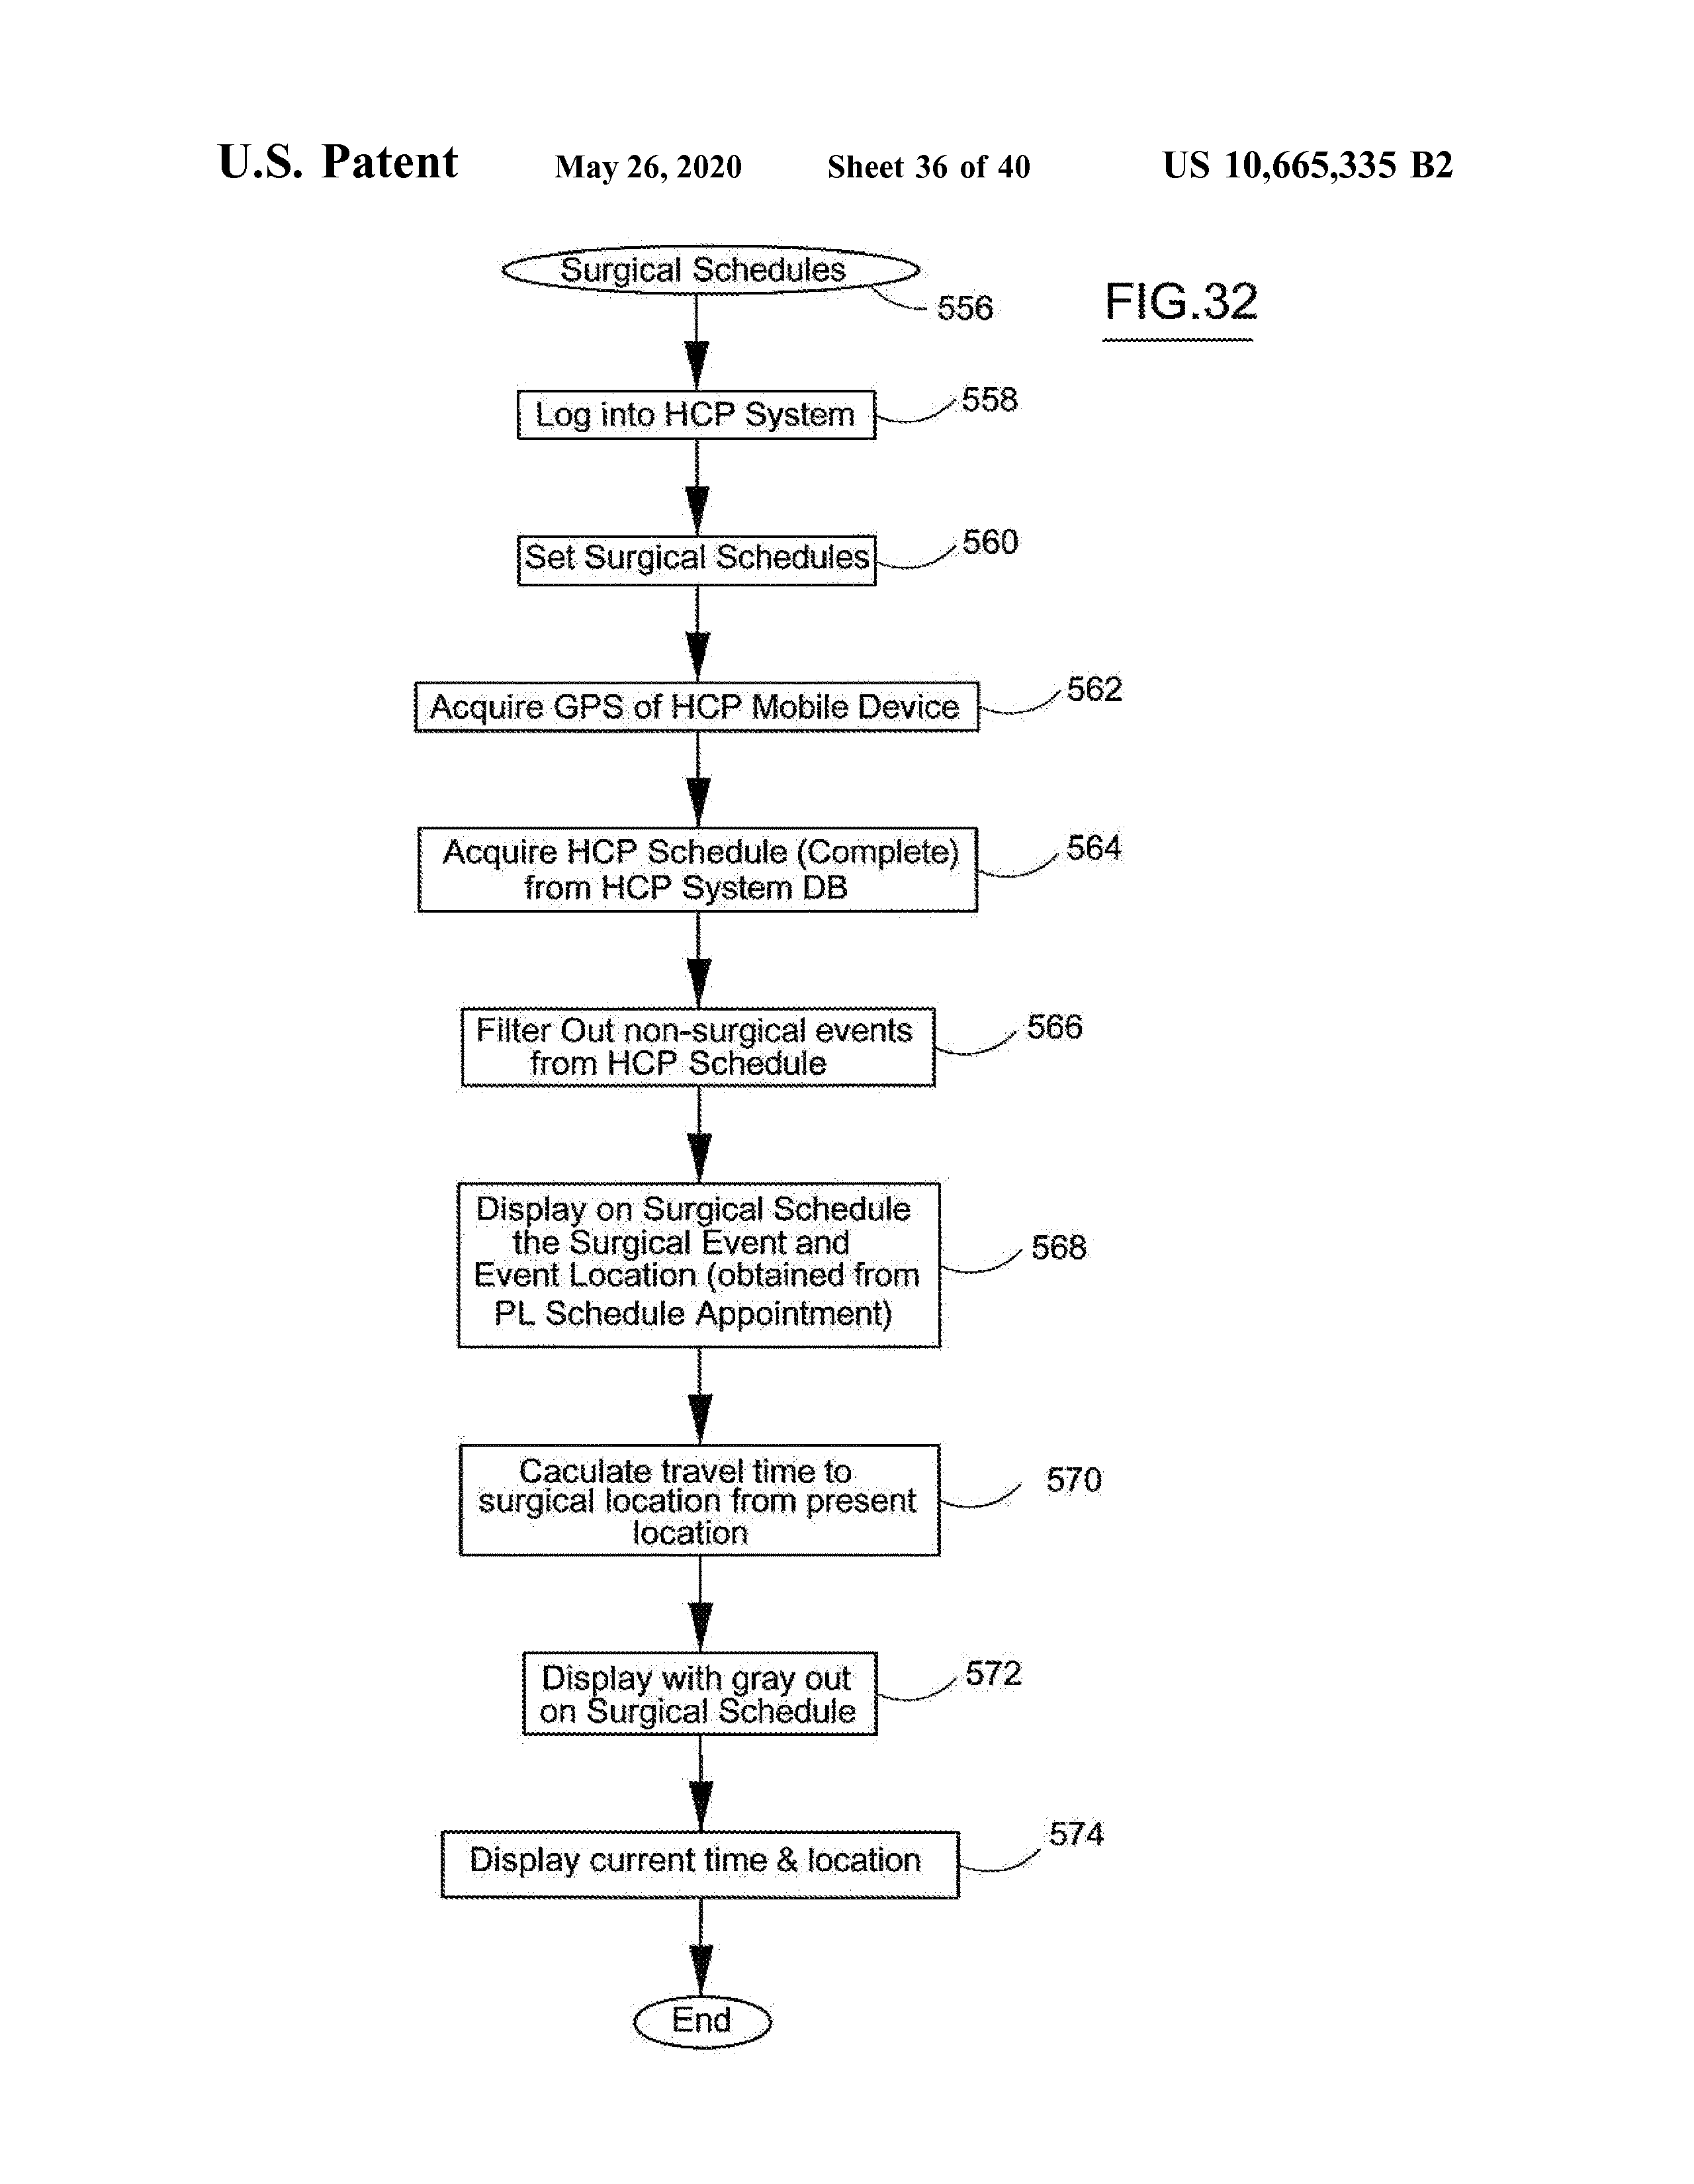 U.S. Patent May 26, 2020 Sheet 36 of 40 US 10,665,335 B2
FIG.32
Surgical Schedules
556
Log into HCP System
558
Set Surgical Schedules
560
Acquire GPS of HCP Mobile Device
562
Acquire HCP Schedule (Complete)
from HCP System DB
564
Filter Out non-surgical events
from HCP Schedule
566
Display on Surgical Schedule
the Surgical Event and
Event Location (obtained from
PL Schedule Appointment)
568
Caculate travel time to
surgical location from present
location
570
Display with gray out
on Surgical Schedule
572
Display current time & location
574
End